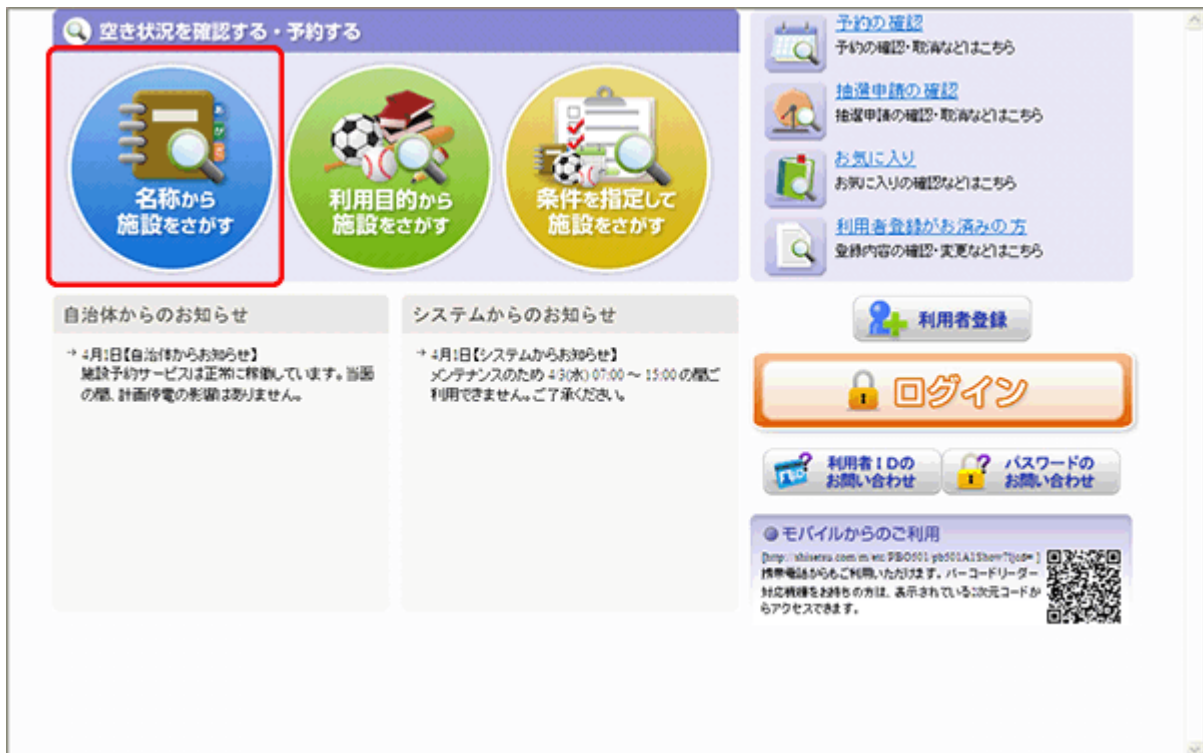 空き状況を確認する・予約する
名称から
施設をさがす
利用目的から
施設をさがす
条件を指定して
施設をさがす
予約の確認
予約の確認・取消などはこちら
抽選申請の確認
抽選申請の確認・取消などはこちら
お気に入り
お気に入りの確認などはこちら
利用者登録がお済みの方
登録内容の確認・変更などはこちら
自治体からのお知らせ
→ 4月1日【自治体からお知らせ】
施設予約サービスは正常に稼働しています。当面
の間、計画停電の影響はありません。
システムからのお知らせ
→ 4月1日【システムからお知らせ】
メンテナンスのため 4/3(水) 07:00 ～ 15:00 の間ご
利用できません。ご了承ください。
利用者登録
ログイン
利用者IDの
お問い合わせ
パスワードの
お問い合わせ
モバイルからのご利用
携帯電話からもご利用いただけます。バーコードリーダー
対応機種をお持ちの方は、表示されている2次元コードか
らアクセスできます。